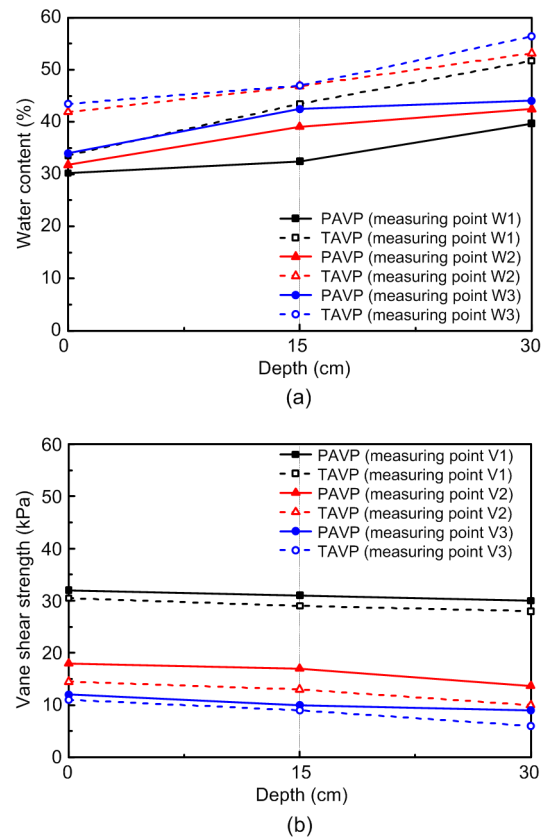 60
50
40
30
20
10
0
Water content (%)
PAVP (measuring point W1)
TAVP (measuring point W1)
PAVP (measuring point W2)
TAVP (measuring point W2)
PAVP (measuring point W3)
TAVP (measuring point W3)
0 15 30
Depth (cm)
(a)
60
50
40
30
20
10
0
Vane shear strength (kPa)
PAVP (measuring point V1)
TAVP (measuring point V1)
PAVP (measuring point V2)
TAVP (measuring point V2)
PAVP (measuring point V3)
TAVP (measuring point V3)
0 15 30
Depth (cm)
(b)